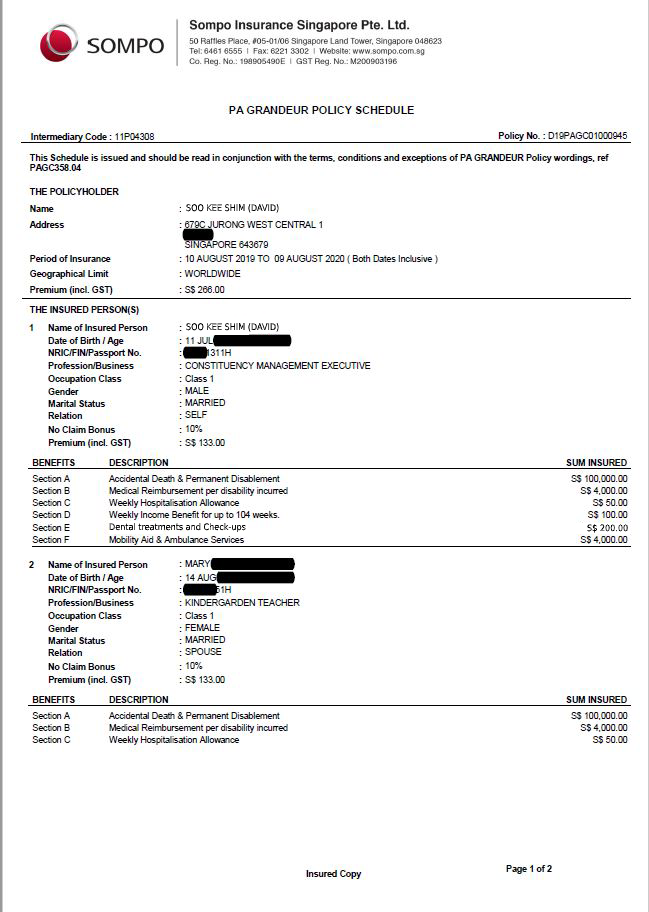 SOMPO
Sompo Insurance Singapore Pte. Ltd.
50 Raffles Place, #05-01/06 Singapore Land Tower, Singapore 048623
Tel: 6461 6555 | Fax: 6221 3302 | Website: www.sompo.com.sg
Co. Reg. No.: 198905490E | GST Reg. No.: M200903196
PA GRANDEUR POLICY SCHEDULE
Intermediary Code : 11P04308 Policy No. : D19PAGC01000945
This Schedule is issued and should be read in conjunction with the terms, conditions and exceptions of PA GRANDEUR Policy wordings, ref
PAGC358.04
THE POLICYHOLDER
Name : SOO KEE SHIM (DAVID)
Address : 679C JURONG WEST CENTRAL 1
SINGAPORE 643679
Period of Insurance : 10 AUGUST 2019 TO 09 AUGUST 2020 ( Both Dates Inclusive )
Geographical Limit : WORLDWIDE
Premium (incl. GST) : S$ 266.00
THE INSURED PERSON(S)
1 Name of Insured Person : SOO KEE SHIM (DAVID)
Date of Birth / Age : 11 JUL
NRIC/FIN/Passport No. : 1311H
Profession/Business : CONSTITUENCY MANAGEMENT EXECUTIVE
Occupation Class : Class 1
Gender : MALE
Marital Status : MARRIED
Relation : SELF
No Claim Bonus : 10%
Premium (incl. GST) : S$ 133.00
BENEFITS DESCRIPTION SUM INSURED
Section A Accidental Death & Permanent Disablement S$ 100,000.00
Section B Medical Reimbursement per disability incurred S$ 4,000.00
Section C Weekly Hospitalisation Allowance S$ 50.00
Section D Weekly Income Benefit for up to 104 weeks. S$ 100.00
Section E Dental treatments and Check-ups S$ 200.00
Section F Mobility Aid & Ambulance Services S$ 4,000.00
2 Name of Insured Person : MARY
Date of Birth / Age : 14 AUG
NRIC/FIN/Passport No. : 61H
Profession/Business : KINDERGARDEN TEACHER
Occupation Class : Class 1
Gender : FEMALE
Marital Status : MARRIED
Relation : SPOUSE
No Claim Bonus : 10%
Premium (incl. GST) : S$ 133.00
BENEFITS DESCRIPTION SUM INSURED
Section A Accidental Death & Permanent Disablement S$ 100,000.00
Section B Medical Reimbursement per disability incurred S$ 4,000.00
Section C Weekly Hospitalisation Allowance S$ 50.00
Page 1 of 2
Insured Copy